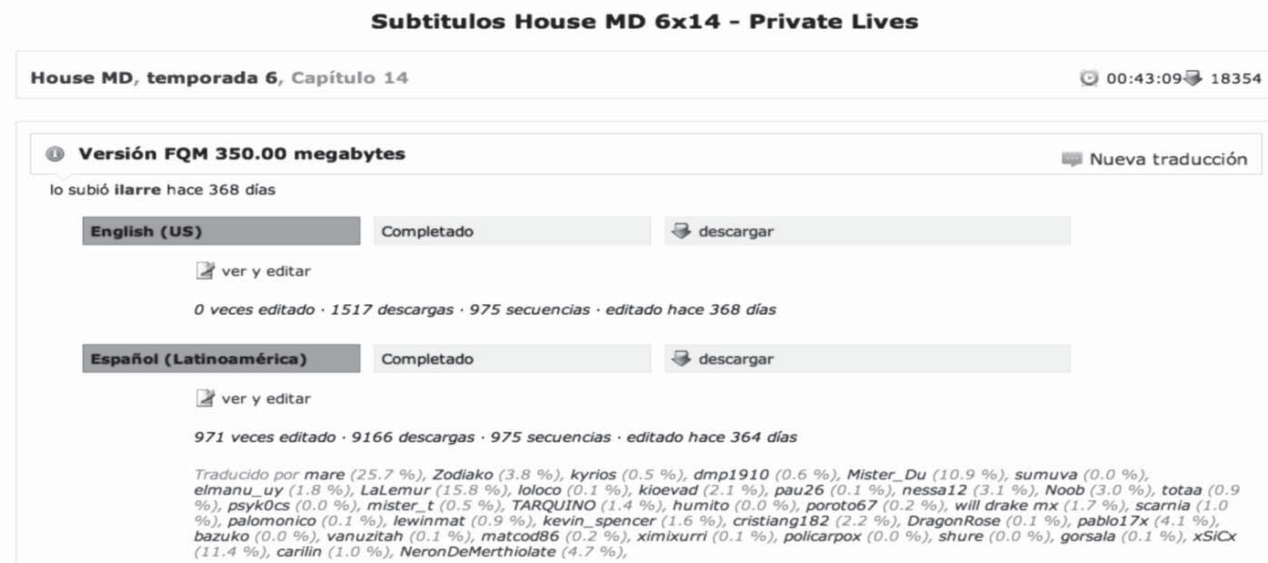 Subtitulos House MD 6x14 - Private Lives
House MD, temporada 6, Capítulo 14
00:43:09 18354
Versión FQM 350.00 megabytes
Nueva traducción
lo subió ilarre hace 368 días
English (US) Completado descargar
ver y editar
0 veces editado · 1517 descargas · 975 secuencias · editado hace 368 días
Español (Latinoamérica) Completado descargar
ver y editar
971 veces editado · 9166 descargas · 975 secuencias · editado hace 364 días
Traducido por mare (25.7 %), Zodiako (3.8 %), kyrios (0.5 %), dmp1910 (0.6 %), Mister_Du (10.9 %), sumuva (0.0 %),
elmanu_uy (1.8 %), LaLemur (15.8 %), loloco (0.1 %), kioevad (2.1 %), pau26 (0.1 %), nessa12 (3.1 %), Noob (3.0 %), totaa (0.9
%), psyk0cs (0.0 %), mister_t (0.5 %), TARQUINO (1.4 %), humito (0.0 %), poroto67 (0.2 %), will drake mx (1.7 %), scarnia (1.0
%), palomonico (0.1 %), lewinmat (0.9 %), kevin_spencer (1.6 %), cristiang182 (2.2 %), DragonRose (0.1 %), pablo17x (4.1 %),
bazuko (0.0 %), vanuzitah (0.1 %), matcod86 (0.2 %), ximixurri (0.1 %), policarpox (0.0 %), shure (0.0 %), gorsala (0.1 %), xSiCx
(11.4 %), carilin (1.0 %), NeronDeMerthiolate (4.7 %),